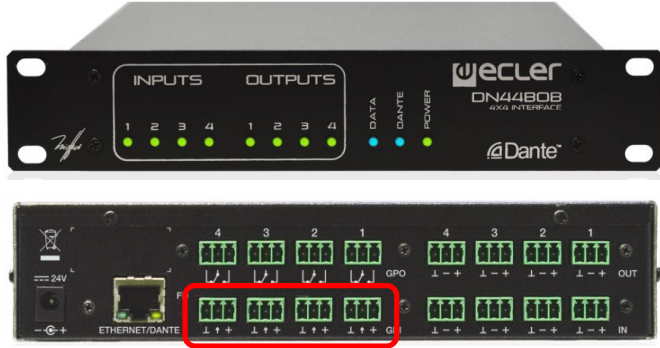 INPUTS OUTPUTS
ecler
DN44BOB
4X4 INTERFACE
1 2 3 4 1 2 3 4
DATA
DANTE
POWER
Dante™
4 3 2 1 4 3 2 1
24V
GPO
⊥ - + ⊥ - + ⊥ - + ⊥ - + OUT
- + ETHERNET/DANTE
⊥ ↑ + ⊥ ↑ + ⊥ ↑ + ⊥ ↑ +
⊥ - + ⊥ - + ⊥ - + ⊥ - + IN